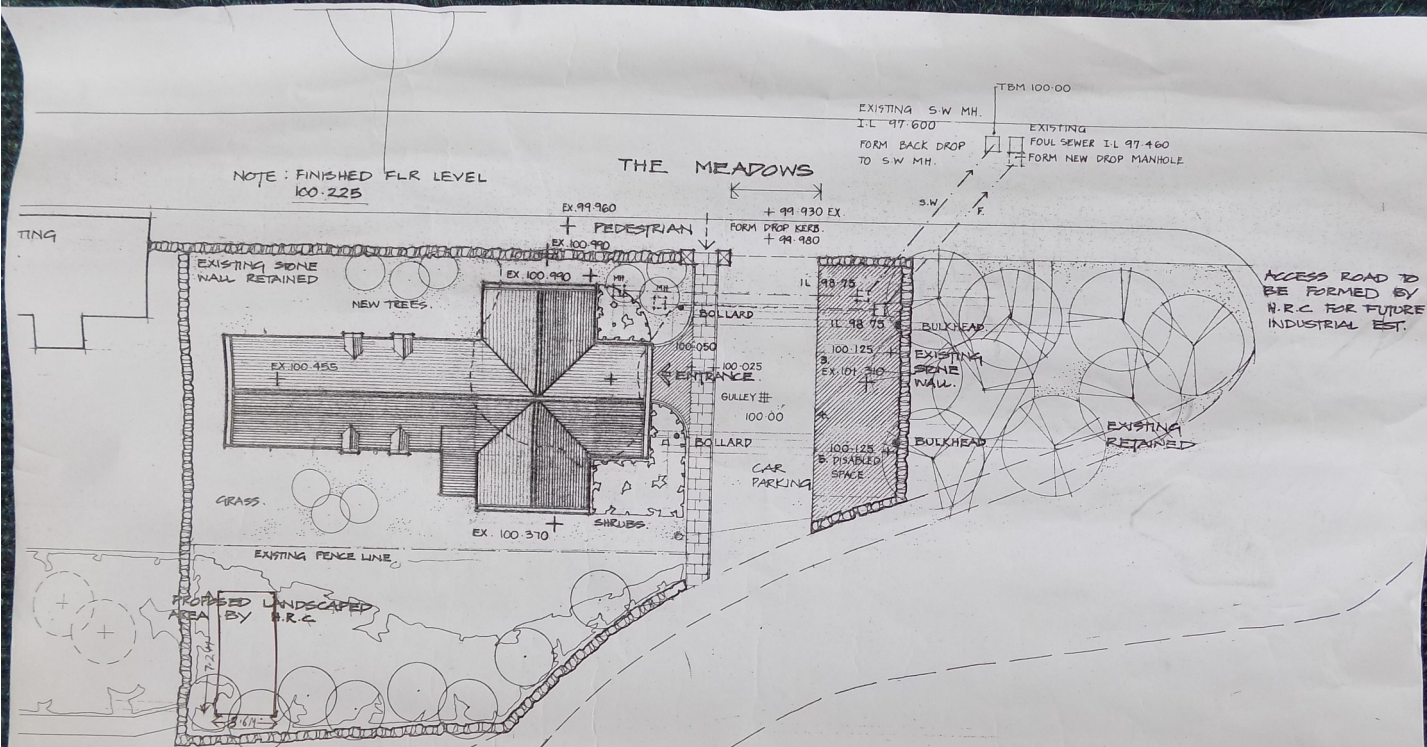 TBM 100·00
EXISTING S·W MH.
I·L 97·600
FORM BACK DROP
TO S·W MH.
EXISTING
FOUL SEWER I·L 97·460
FORM NEW DROP MANHOLE
THE MEADOWS
NOTE : FINISHED FLR LEVEL
100·225
S.W
F.
EX.99·960
+ 99·930 EX.
PEDESTRIAN
FORM DROP KERB.
+ 99·980
TING
EX.100·990
EXISTING STONE
WALL RETAINED
EX.100·990
MH
MH
NEW TREES.
IL 98·75
BOLLARD
IL 98·75
BULKHEAD
ACCESS ROAD TO
BE FORMED BY
H.R.C FOR FUTURE
INDUSTRIAL EST.
100·050
100·125
EX.100·455
100·025
ENTRANCE.
EX.101·310
EXISTING
STONE
WALL.
GULLEY
100·00
BOLLARD
BULKHEAD
EXISTING
RETAINED
100·125
B. DISABLED
SPACE
CAR
PARKING
GRASS.
SHRUBS.
EX. 100·370
B
EXISTING FENCE LINE
PROPOSED LANDSCAPED
AREA BY H.R.C